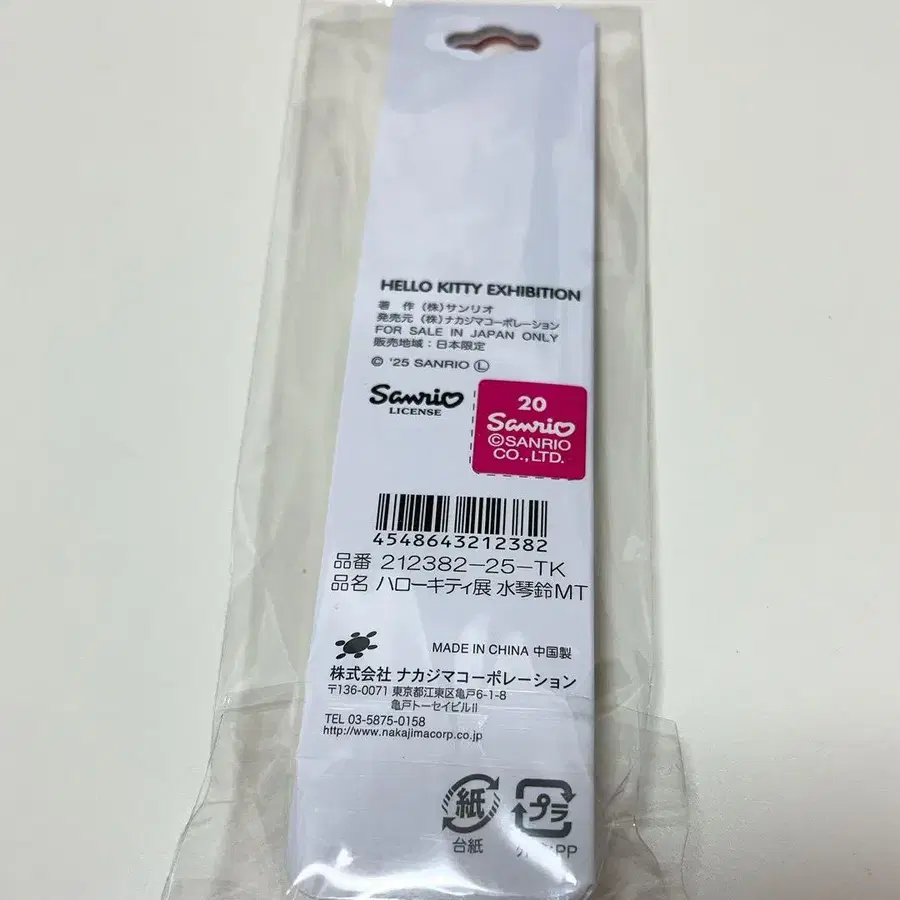 HELLO KITTY EXHIBITION
著 作 (株)サンリオ
発売元 (株)ナカジマコーポレーション
FOR SALE IN JAPAN ONLY
販売地域:日本限定
© '25 SANRIO Ⓛ
Sanrio
LICENSE
20
Sanrio
©SANRIO
CO.,LTD.
4548643212382
品番 212382-25-TK
品名 ハローキティ展 水琴鈴MT
MADE IN CHINA 中国製
株式会社 ナカジマコーポレーション
〒136-0071 東京都江東区亀戸6-1-8
亀戸トーセイビルⅡ
TEL 03-5875-0158
http://www.nakajimacorp.co.jp
紙
台紙
プラ
PP